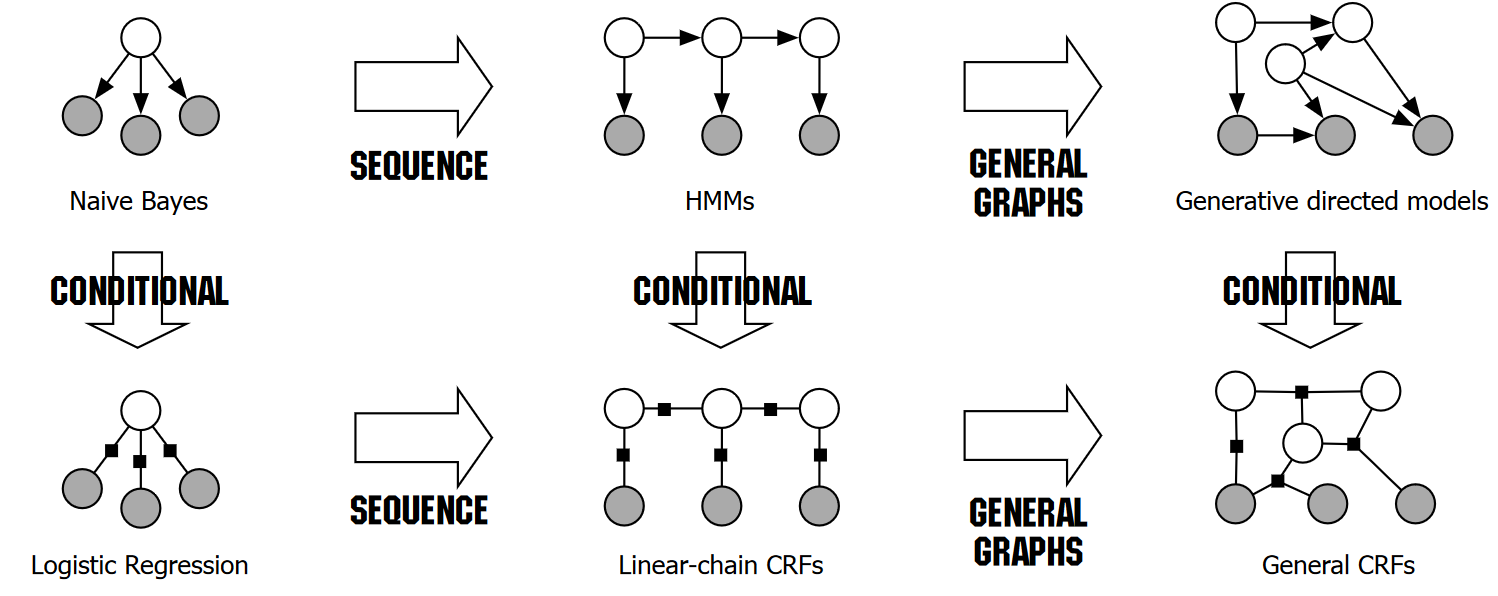 SEQUENCE
GENERAL
GRAPHS
Naive Bayes
HMMs
Generative directed models
CONDITIONAL
CONDITIONAL
CONDITIONAL
SEQUENCE
GENERAL
GRAPHS
Logistic Regression
Linear-chain CRFs
General CRFs